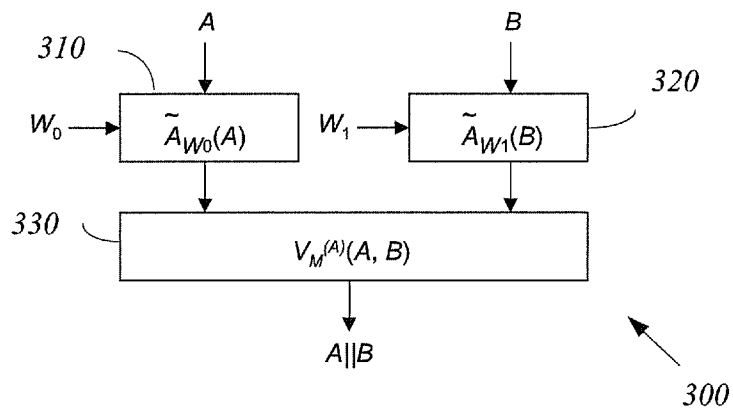 A B
310
320
W₀ Ã_W0(A) W₁ Ã_W1(B)
330
V_M^(A)(A, B)
A||B
300